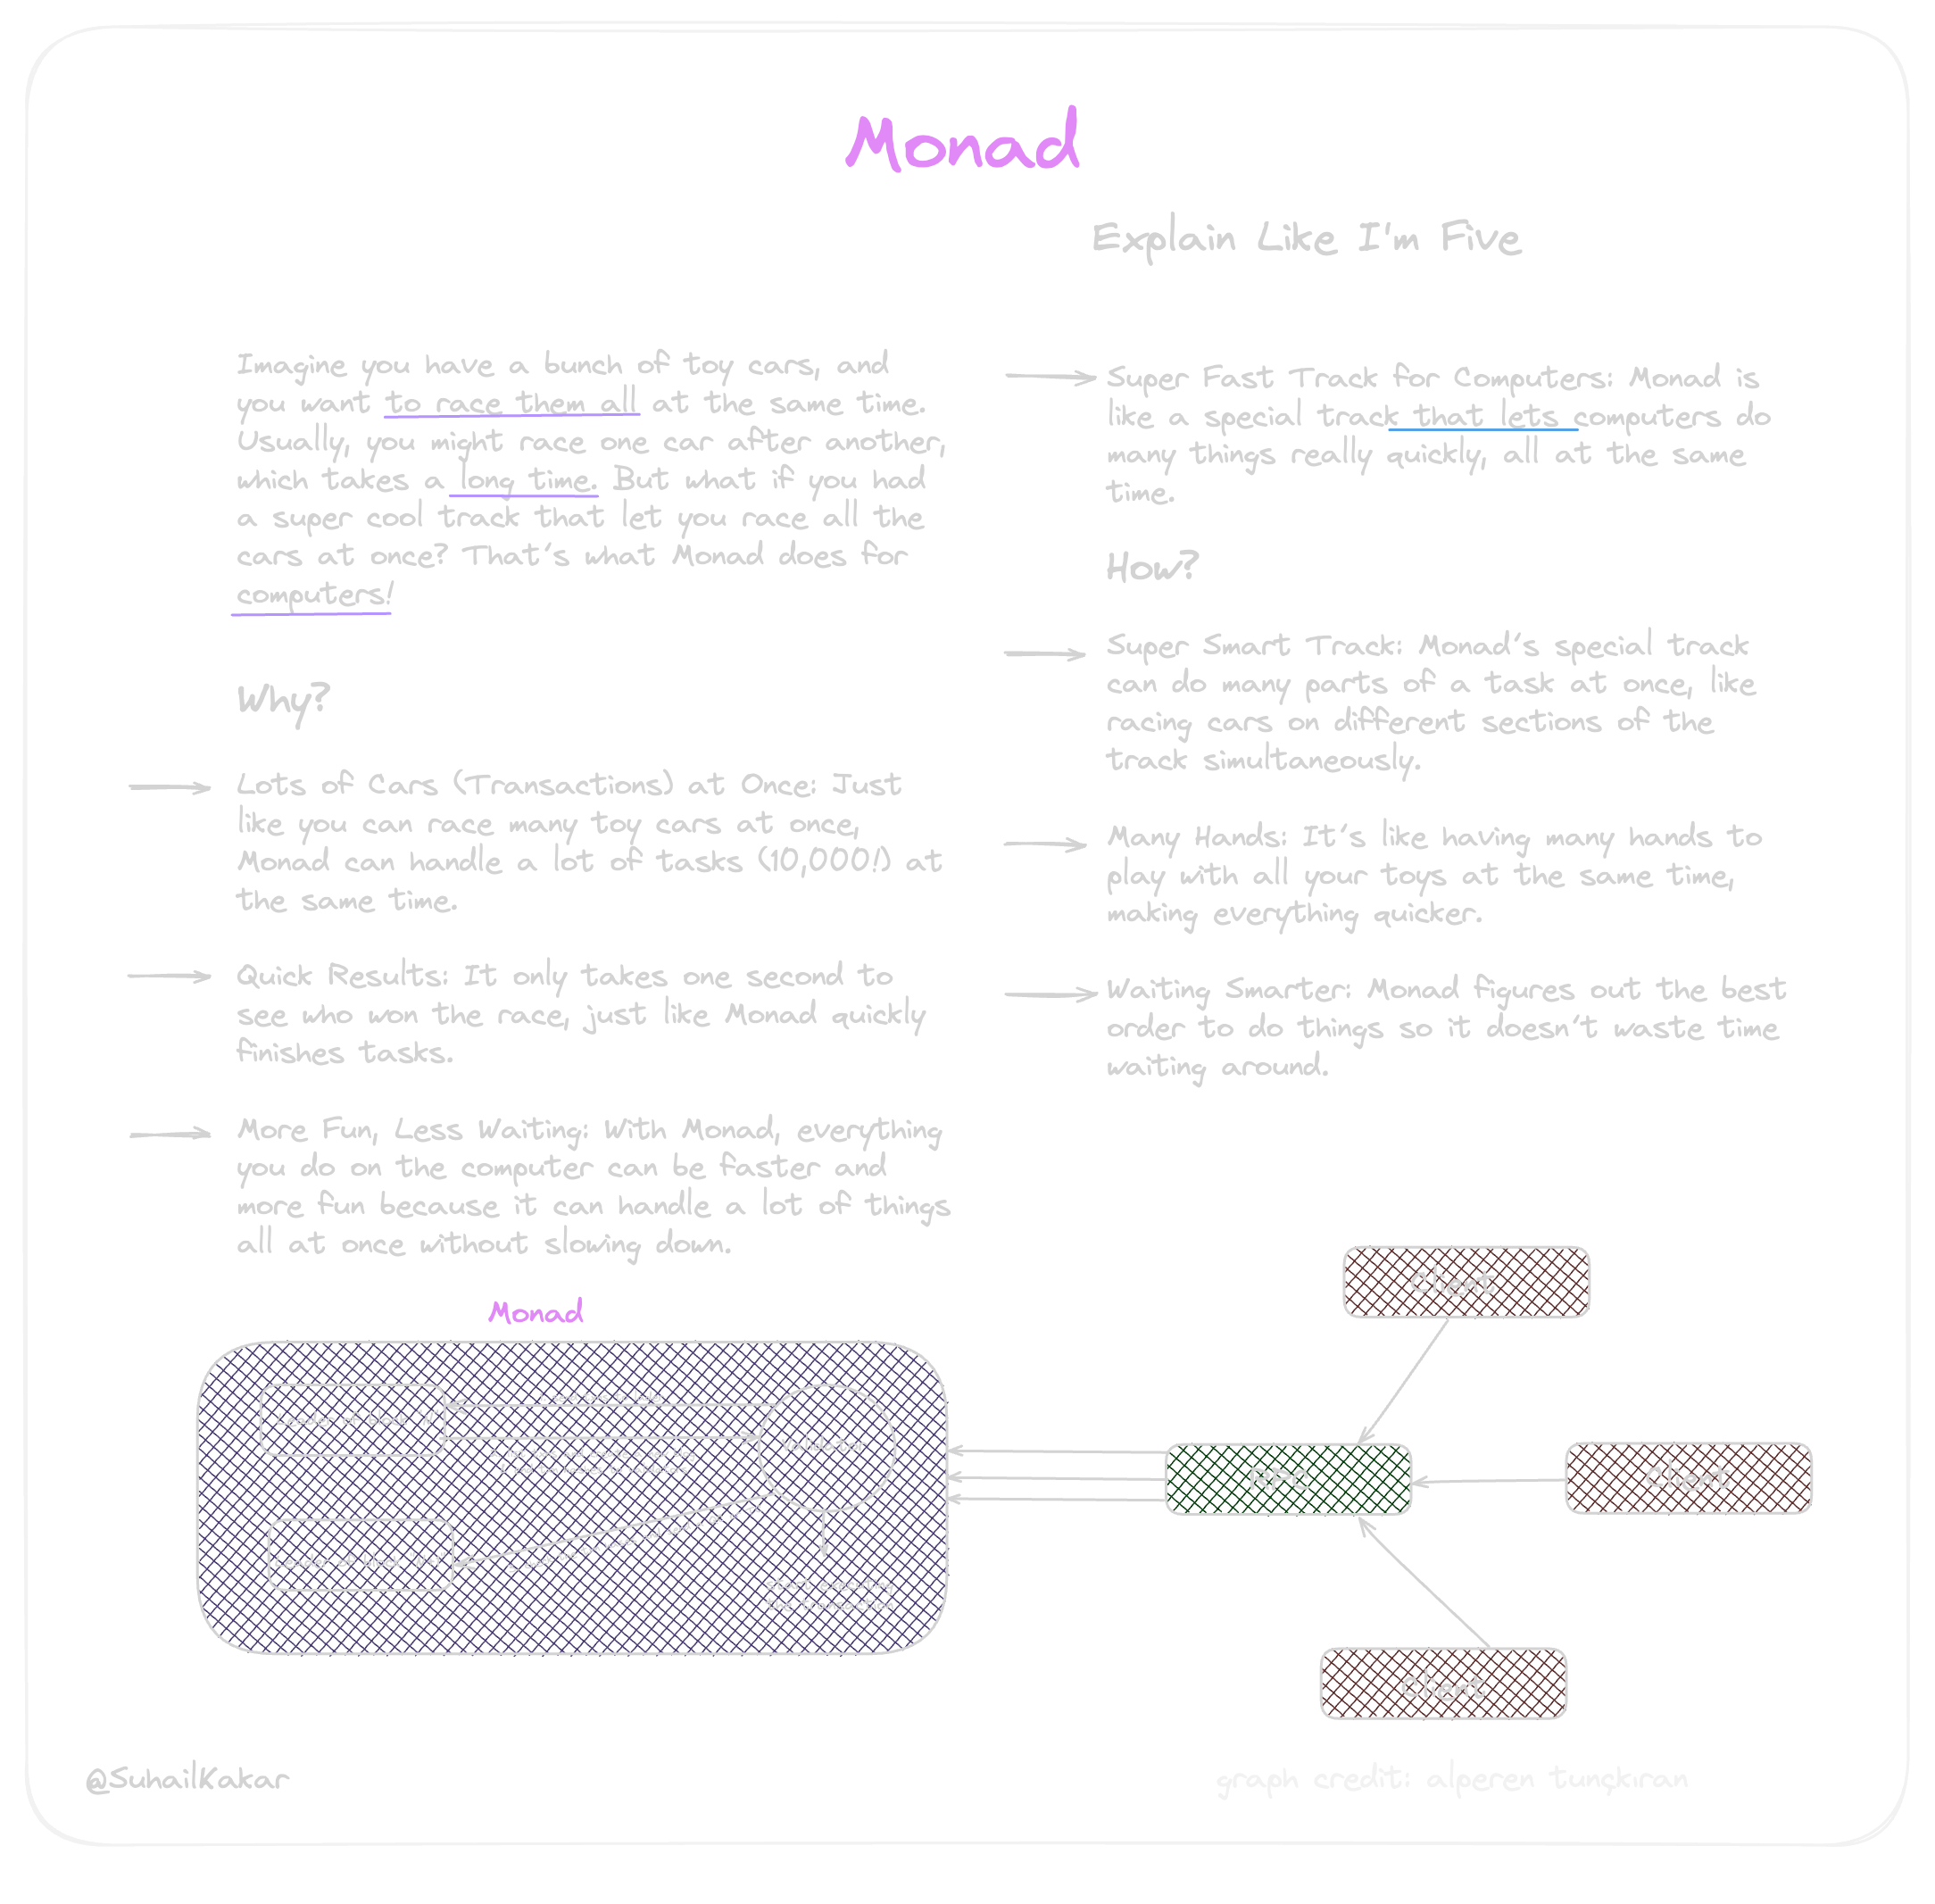 Monad
Explain Like I'm Five
Imagine you have a bunch of toy cars, and
you want to race them all at the same time.
Usually, you might race one car after another,
which takes a long time. But what if you had
a super cool track that let you race all the
cars at once? That's what Monad does for
computers!
Why?
Lots of Cars (Transactions) at Once: Just
like you can race many toy cars at once,
Monad can handle a lot of tasks (10,000!) at
the same time.
Quick Results: It only takes one second to
see who won the race, just like Monad quickly
finishes tasks.
More Fun, Less Waiting: With Monad, everything
you do on the computer can be faster and
more fun because it can handle a lot of things
all at once without slowing down.
Super Fast Track for Computers: Monad is
like a special track that lets computers do
many things really quickly, all at the same
time.
How?
Super Smart Track: Monad's special track
can do many parts of a task at once, like
racing cars on different sections of the
track simultaneously.
Many Hands: It's like having many hands to
play with all your toys at the same time,
making everything quicker.
Waiting Smarter: Monad figures out the best
order to do things so it doesn't waste time
waiting around.
Monad
Leader of block
Validator
Leader of block
start executing
the transaction
Client
RPC
Client
Client
@SuhailKakar
graph credit: alperen tunçkıran